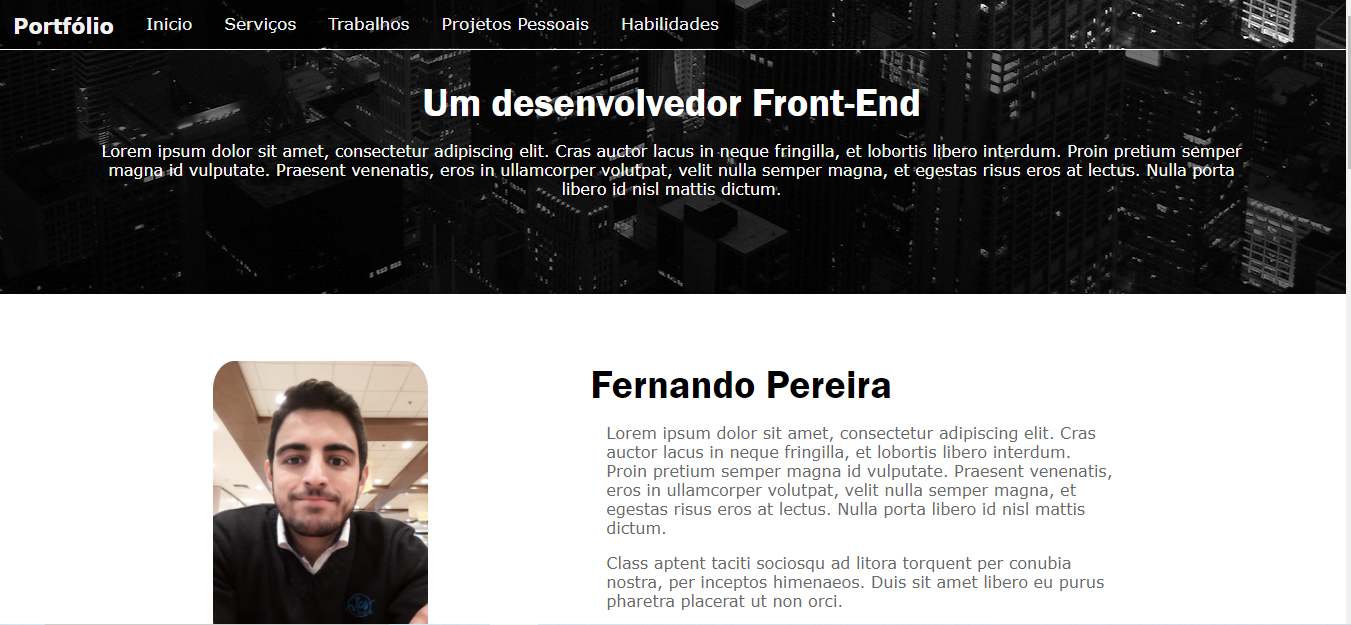 Portfólio Inicio Serviços Trabalhos Projetos Pessoais Habilidades
Um desenvolvedor Front-End
Lorem ipsum dolor sit amet, consectetur adipiscing elit. Cras auctor lacus in neque fringilla, et lobortis libero interdum. Proin pretium semper
magna id vulputate. Praesent venenatis, eros in ullamcorper volutpat, velit nulla semper magna, et egestas risus eros at lectus. Nulla porta
libero id nisl mattis dictum.
Fernando Pereira
Lorem ipsum dolor sit amet, consectetur adipiscing elit. Cras
auctor lacus in neque fringilla, et lobortis libero interdum.
Proin pretium semper magna id vulputate. Praesent venenatis,
eros in ullamcorper volutpat, velit nulla semper magna, et
egestas risus eros at lectus. Nulla porta libero id nisl mattis
dictum.
Class aptent taciti sociosqu ad litora torquent per conubia
nostra, per inceptos himenaeos. Duis sit amet libero eu purus
pharetra placerat ut non orci.